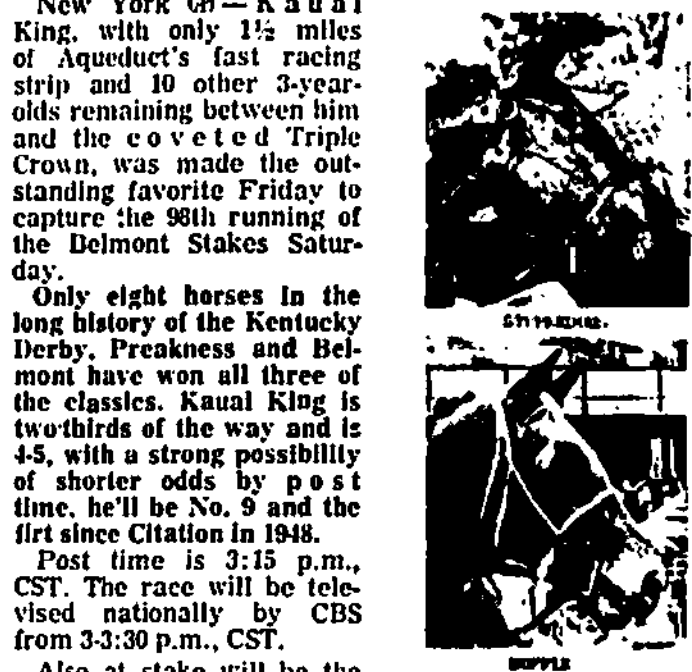 New York — Kauai
King, with only 1½ miles
of Aqueduct's fast racing
strip and 10 other 3-year-
olds remaining between him
and the coveted Triple
Crown, was made the out-
standing favorite Friday to
capture the 98th running of
the Belmont Stakes Satur-
day.
Only eight horses in the
long history of the Kentucky
Derby, Preakness and Bel-
mont have won all three of
the classics. Kauai King is
two-thirds of the way and is
4-5, with a strong possibility
of shorter odds by post
time, he'll be No. 9 and the
firt since Citation in 1948.
Post time is 3:15 p.m.,
CST. The race will be tele-
vised nationally by CBS
from 3-3:30 p.m., CST.
Also at stake will be the